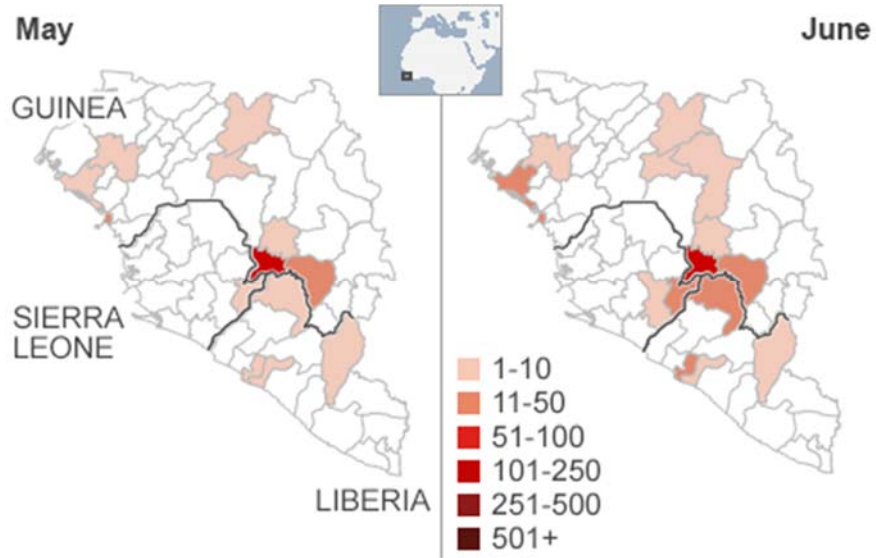 May
June
GUINEA
SIERRA
LEONE
LIBERIA
1-10
11-50
51-100
101-250
251-500
501+